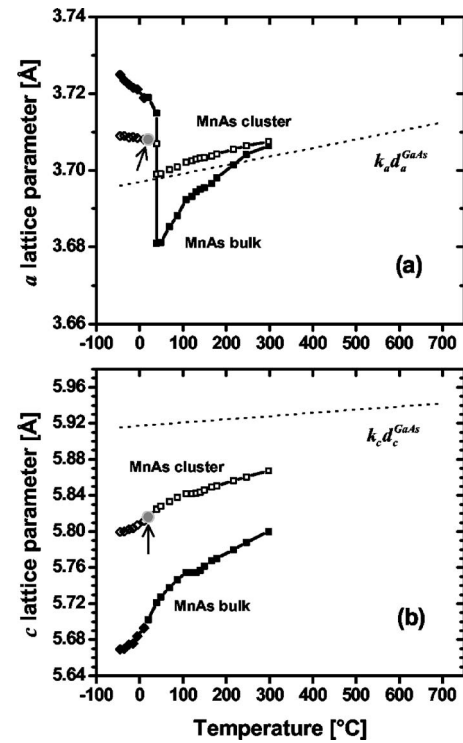 3.74
3.72
3.70
3.68
3.66
a lattice parameter [Å]
MnAs cluster
k_a d_a^GaAs
MnAs bulk
(a)
-100 0 100 200 300 400 500 600 700
5.96
5.92
5.88
5.84
5.80
5.76
5.72
5.68
5.64
c lattice parameter [Å]
k_c d_c^GaAs
MnAs cluster
MnAs bulk
(b)
-100 0 100 200 300 400 500 600 700
Temperature [°C]